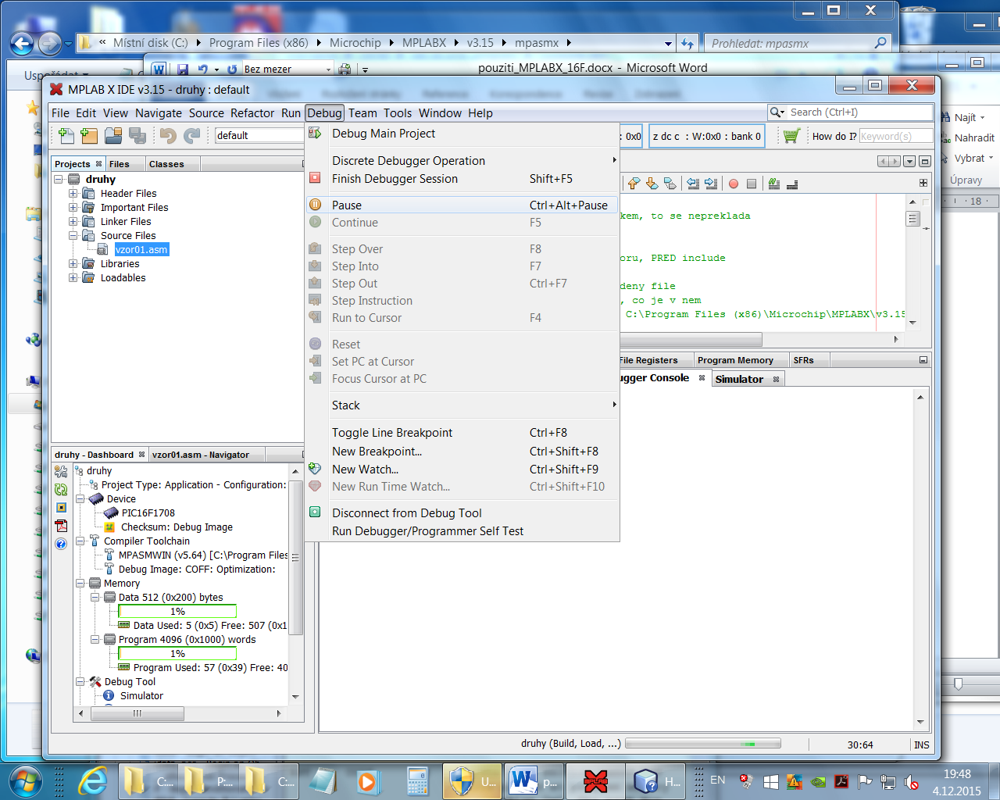 « Místní disk (C:) Program Files (x86) Microchip MPLABX v3.15 mpasmx
Prohledat: mpasmx
Bez mezer
pouziti_MPLABX_16F.docx - Microsoft Word
MPLAB X IDE v3.15 - druhy : default
File Edit View Navigate Source Refactor Run Debug Team Tools Window Help
Search (Ctrl+I)
Najít
default
: 0x0
z dc c : W:0x0 : bank 0
How do I?
Keyword(s)
Nahradit
Vybrat
Úpravy
18
Projects Files Classes
druhy
Header Files
Important Files
Linker Files
Source Files
vzor01.asm
Libraries
Loadables
Debug Main Project
Discrete Debugger Operation
Finish Debugger Session Shift+F5
Pause Ctrl+Alt+Pause
Continue F5
Step Over F8
Step Into F7
Step Out Ctrl+F7
Step Instruction
Run to Cursor F4
Reset
Set PC at Cursor
Focus Cursor at PC
Stack
Toggle Line Breakpoint Ctrl+F8
New Breakpoint... Ctrl+Shift+F8
New Watch... Ctrl+Shift+F9
New Run Time Watch... Ctrl+Shift+F10
Disconnect from Debug Tool
Run Debugger/Programmer Self Test
kem, to se nepreklada
oru, PRED include
deny file
, co je v nem
C:\Program Files (x86)\Microchip\MPLABX\v3.15
File Registers Program Memory SFRs
ugger Console Simulator
druhy - Dashboard vzor01.asm - Navigator
druhy
Project Type: Application - Configuration:
Device
PIC16F1708
Checksum: Debug Image
Compiler Toolchain
MPASMWIN (v5.64) [C:\Program Files
Debug Image: COFF: Optimization:
Memory
Data 512 (0x200) bytes
1%
Data Used: 5 (0x5) Free: 507 (0x1
Program 4096 (0x1000) words
1%
Program Used: 57 (0x39) Free: 40
Debug Tool
Simulator
druhy (Build, Load, ...)
30:64
INS
C:... P:... C:... U... p... H...
EN
19:48
4.12.2015